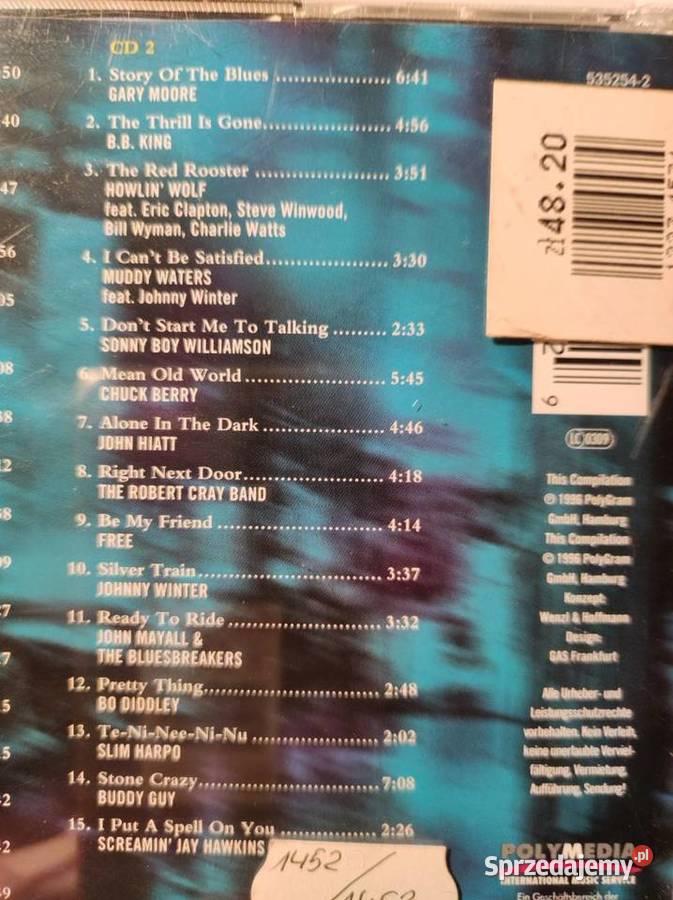 CD 2
1. Story Of The Blues .................... 6:41
GARY MOORE
2. The Thrill Is Gone.................... 4:56
B.B. KING
3. The Red Rooster .................... 3:51
HOWLIN' WOLF
feat. Eric Clapton, Steve Winwood,
Bill Wyman, Charlie Watts
4. I Can't Be Satisfied.................... 3:30
MUDDY WATERS
feat. Johnny Winter
5. Don't Start Me To Talking ......... 2:33
SONNY BOY WILLIAMSON
6. Mean Old World.................... 5:45
CHUCK BERRY
7. Alone In The Dark .................... 4:46
JOHN HIATT
8. Right Next Door.................... 4:18
THE ROBERT CRAY BAND
9. Be My Friend .................... 4:14
FREE
10. Silver Train.................... 3:37
JOHNNY WINTER
11. Ready To Ride .................... 3:32
JOHN MAYALL &
THE BLUESBREAKERS
12. Pretty Thing.................... 2:48
BO DIDDLEY
13. Te-Ni-Nee-Ni-Nu .................... 2:02
SLIM HARPO
14. Stone Crazy.................... 7:08
BUDDY GUY
15. I Put A Spell On You .............. 2:26
SCREAMIN' JAY HAWKINS
535254-2
zł48.20
LC 0309
This Compilation
℗ 1996 PolyGram
GmbH, Hamburg
This Compilation
© 1996 PolyGram
GmbH, Hamburg
Konzept:
Wenzl & Hoffmann
Design:
GAS Frankfurt
Alle Urheber- und
Leistungsschutzrechte
vorbehalten. Kein Verleih,
keine unerlaubte Verviel-
fältigung, Vermietung,
Aufführung, Sendung!
POLYMEDIA
INTERNATIONAL MUSIC SERVICE
Ein Geschäftsbereich der
1452
Sprzedajemy.pl